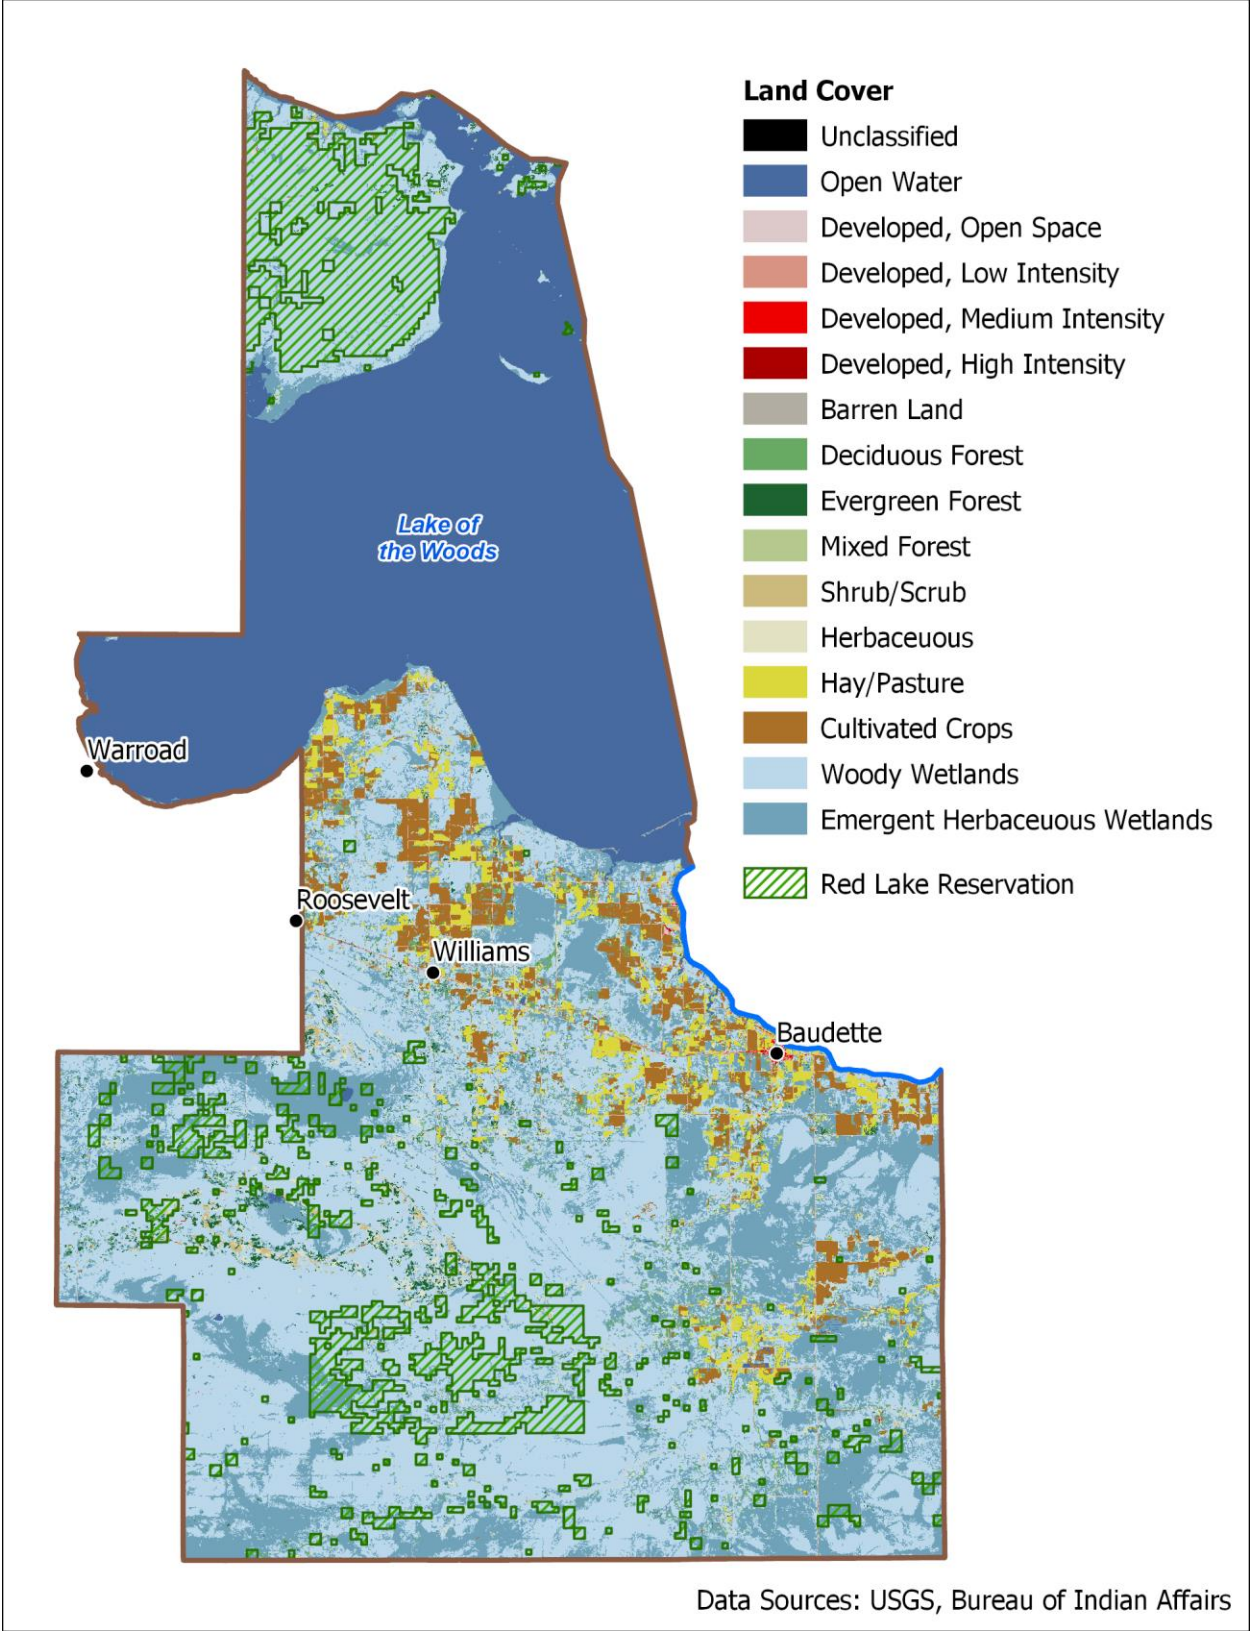 Land Cover
Unclassified
Open Water
Developed, Open Space
Developed, Low Intensity
Developed, Medium Intensity
Developed, High Intensity
Barren Land
Deciduous Forest
Evergreen Forest
Mixed Forest
Shrub/Scrub
Herbaceuous
Hay/Pasture
Cultivated Crops
Woody Wetlands
Emergent Herbaceuous Wetlands
Red Lake Reservation
Lake of
the Woods
Warroad
Roosevelt
Williams
Baudette
Data Sources: USGS, Bureau of Indian Affairs